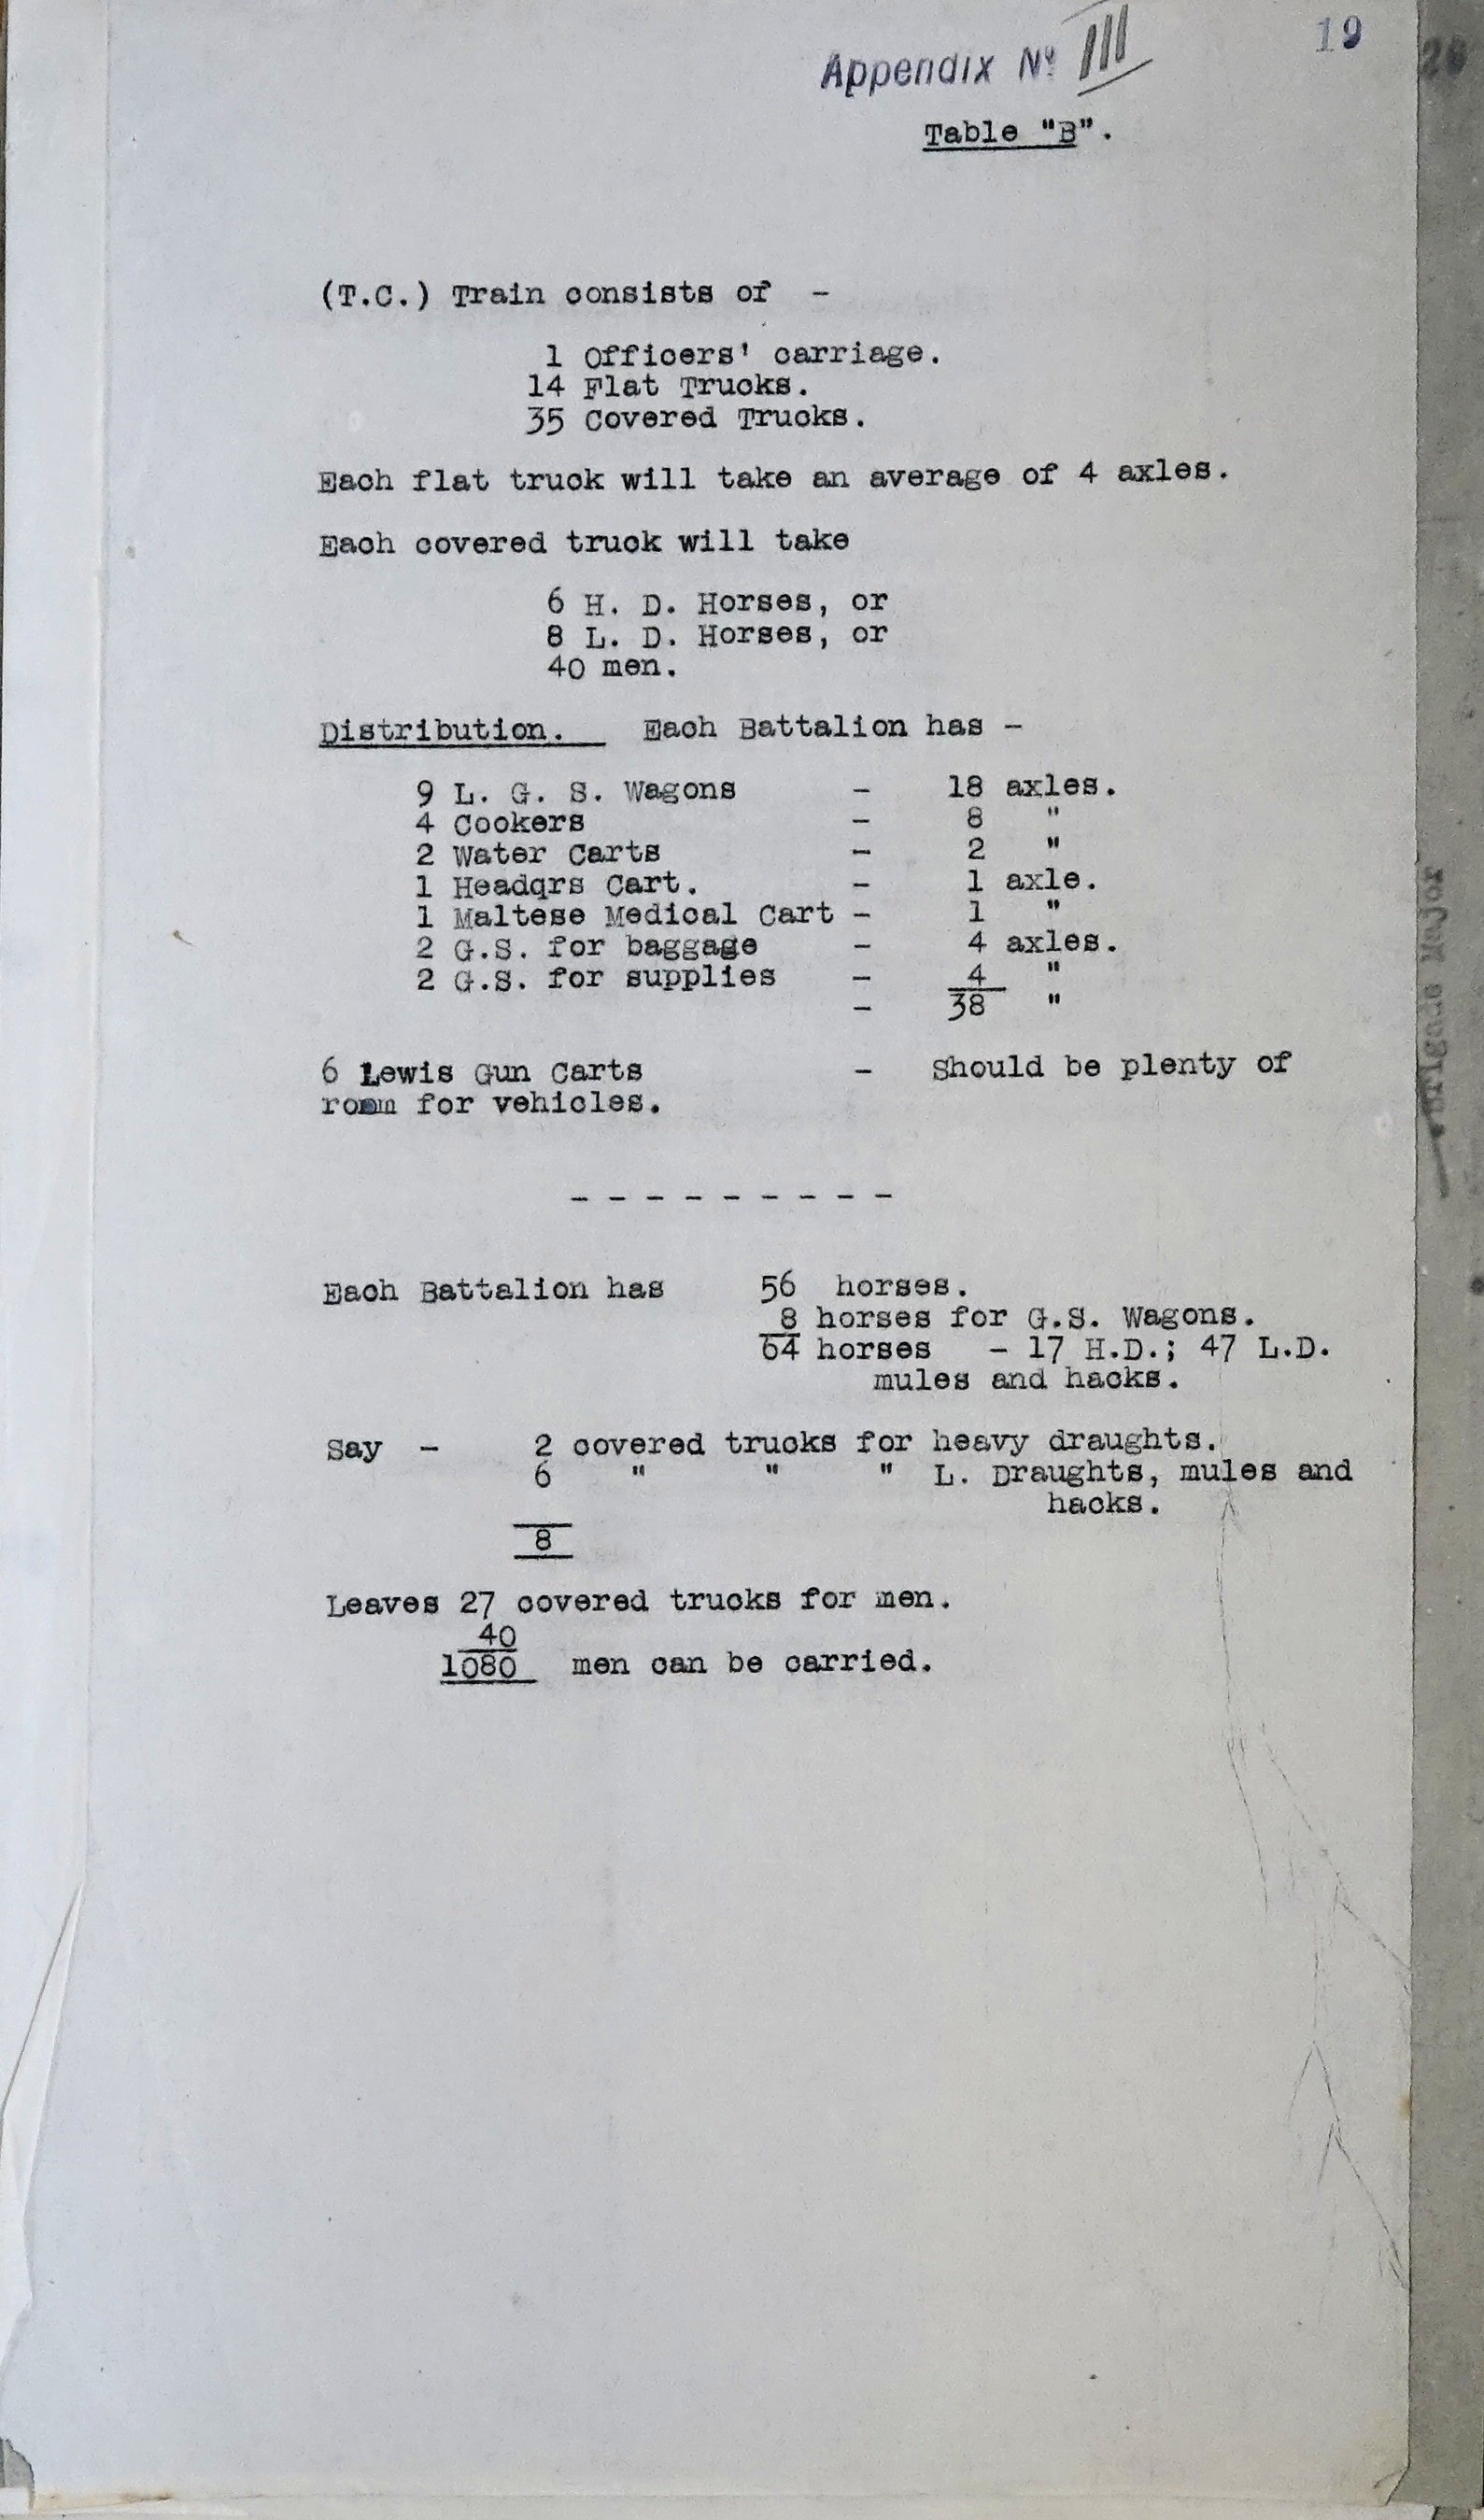 19
Appendix No III
Table "B".
(T.C.) Train consists of -
1 Officers' carriage.
14 Flat Trucks.
35 Covered Trucks.
Each flat truck will take an average of 4 axles.
Each covered truck will take
6 H. D. Horses, or
8 L. D. Horses, or
40 men.
Distribution. Each Battalion has -
9 L. G. S. Wagons - 18 axles.
4 Cookers - 8 "
2 Water Carts - 2 "
1 Headqrs Cart. - 1 axle.
1 Maltese Medical Cart - 1 "
2 G.S. for baggage - 4 axles.
2 G.S. for supplies - 4 "
- 38 "
6 Lewis Gun Carts - Should be plenty of
room for vehicles.
- - - - - - - - -
Each Battalion has 56 horses.
8 horses for G.S. Wagons.
64 horses - 17 H.D.; 47 L.D.
mules and hacks.
Say - 2 covered trucks for heavy draughts.
6 " " " L. Draughts, mules and
hacks.
8
Leaves 27 covered trucks for men.
40
1080 men can be carried.